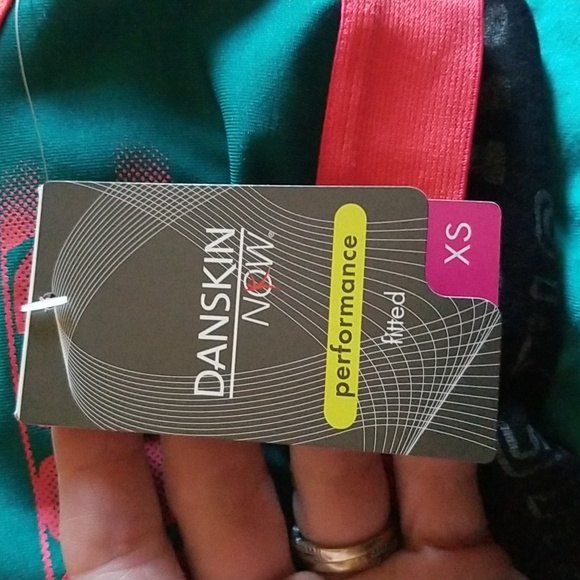 DANSKIN
NOW®
performance
fitted
XS